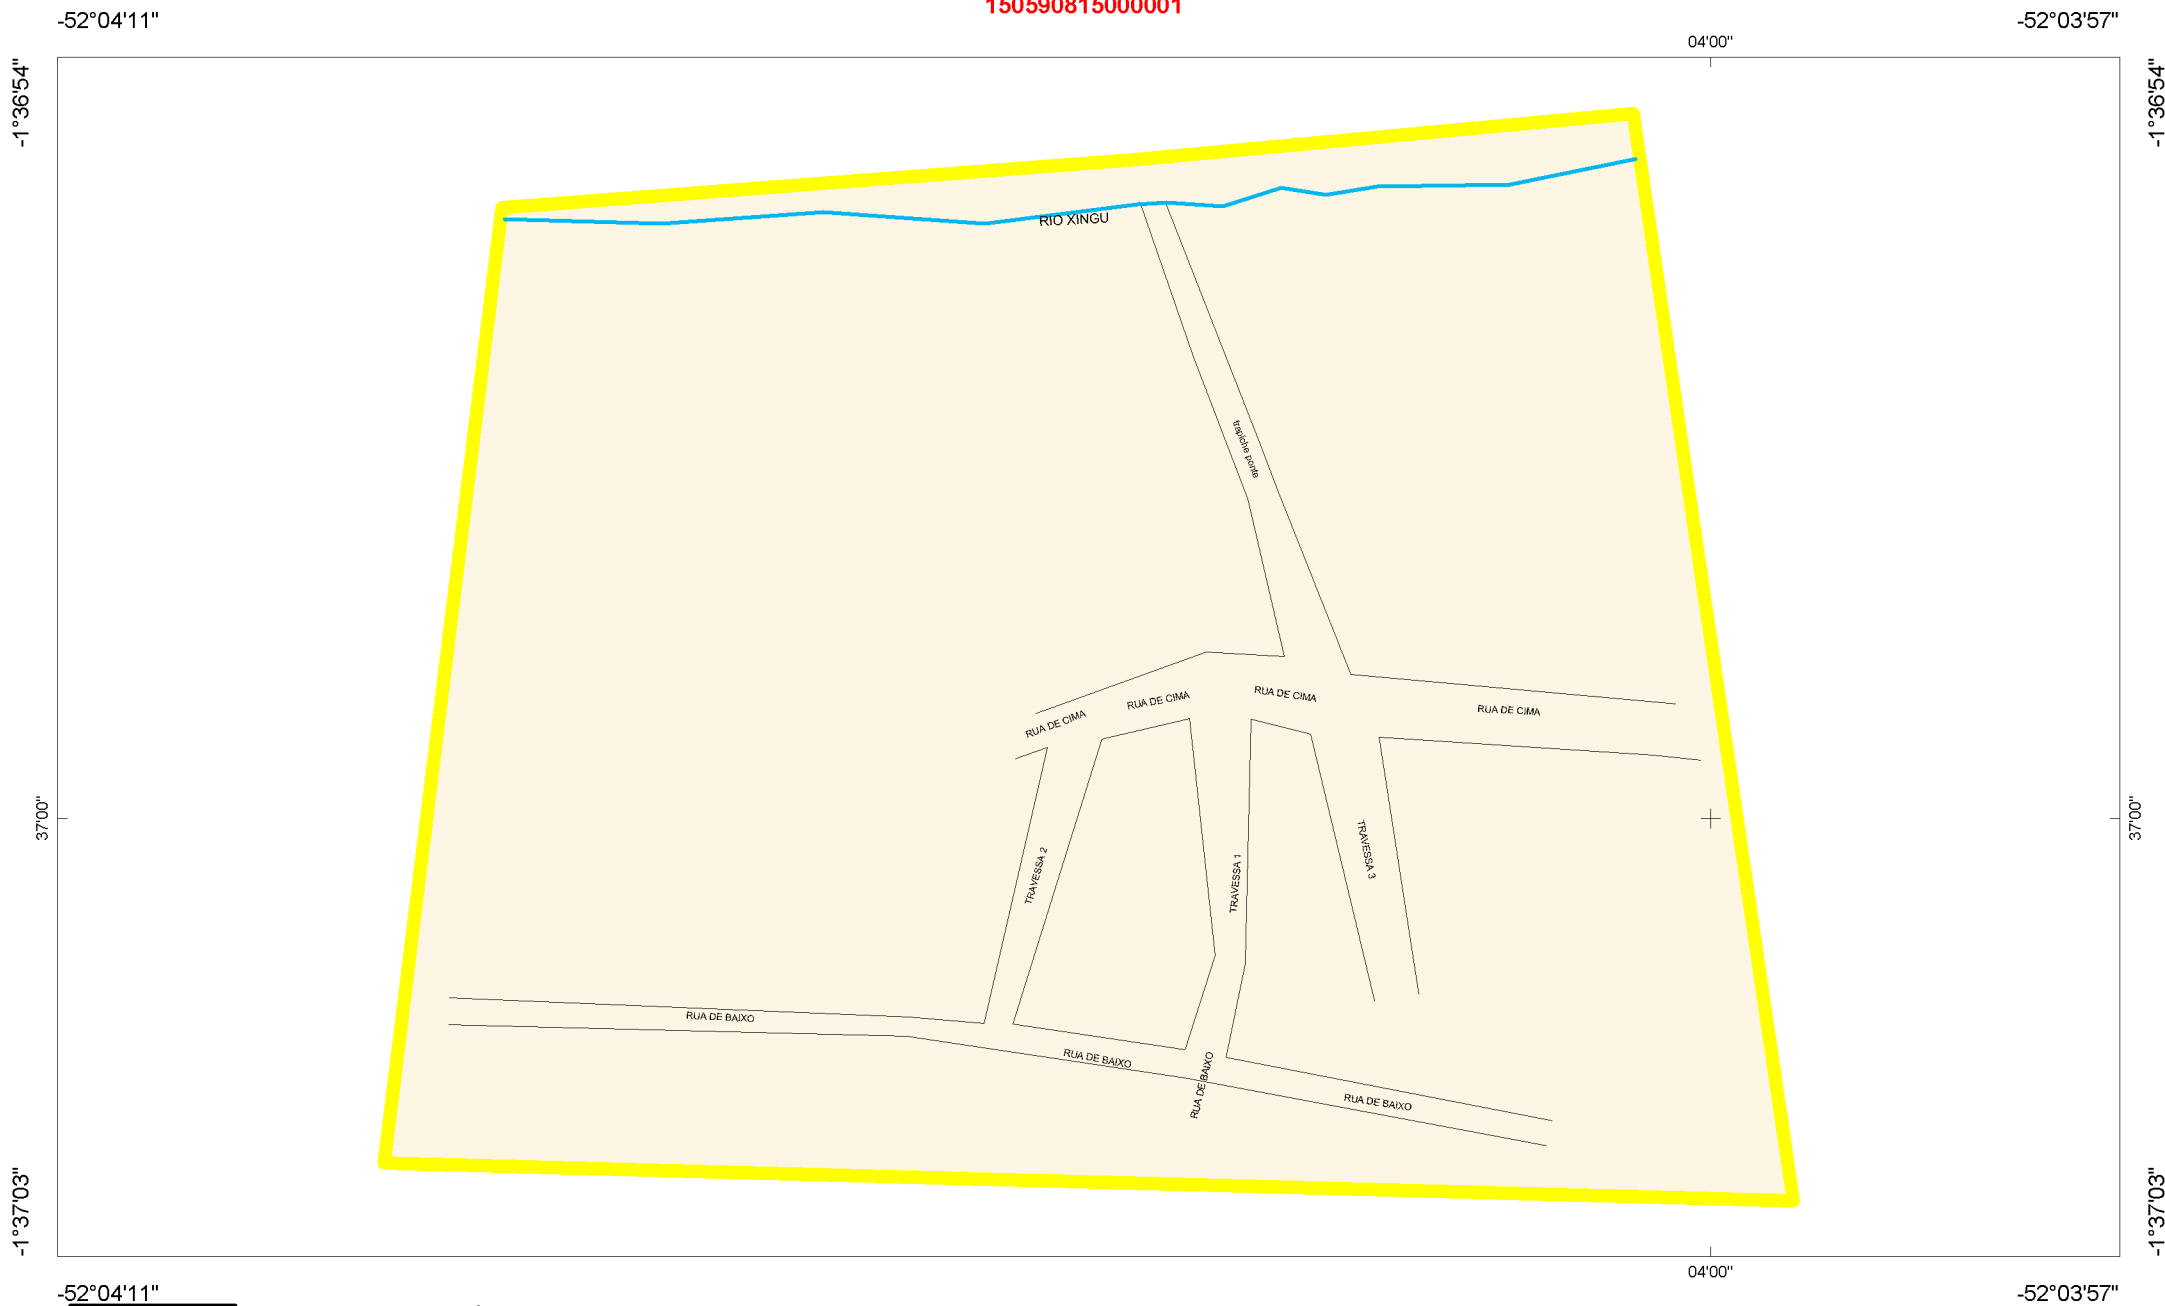 150590815000001
-52°04'11"
-52°03'57"
04'00"
-1°36'54"
-1°36'54"
RIO XINGU
trapiche ponte
RUA DE CIMA
RUA DE CIMA
RUA DE CIMA
RUA DE CIMA
37'00"
37'00"
TRAVESSA 2
TRAVESSA 1
TRAVESSA 3
RUA DE BAIXO
RUA DE BAIXO
RUA DE BAIXO
RUA DE BAIXO
-1°37'03"
-1°37'03"
04'00"
-52°04'11"
-52°03'57"